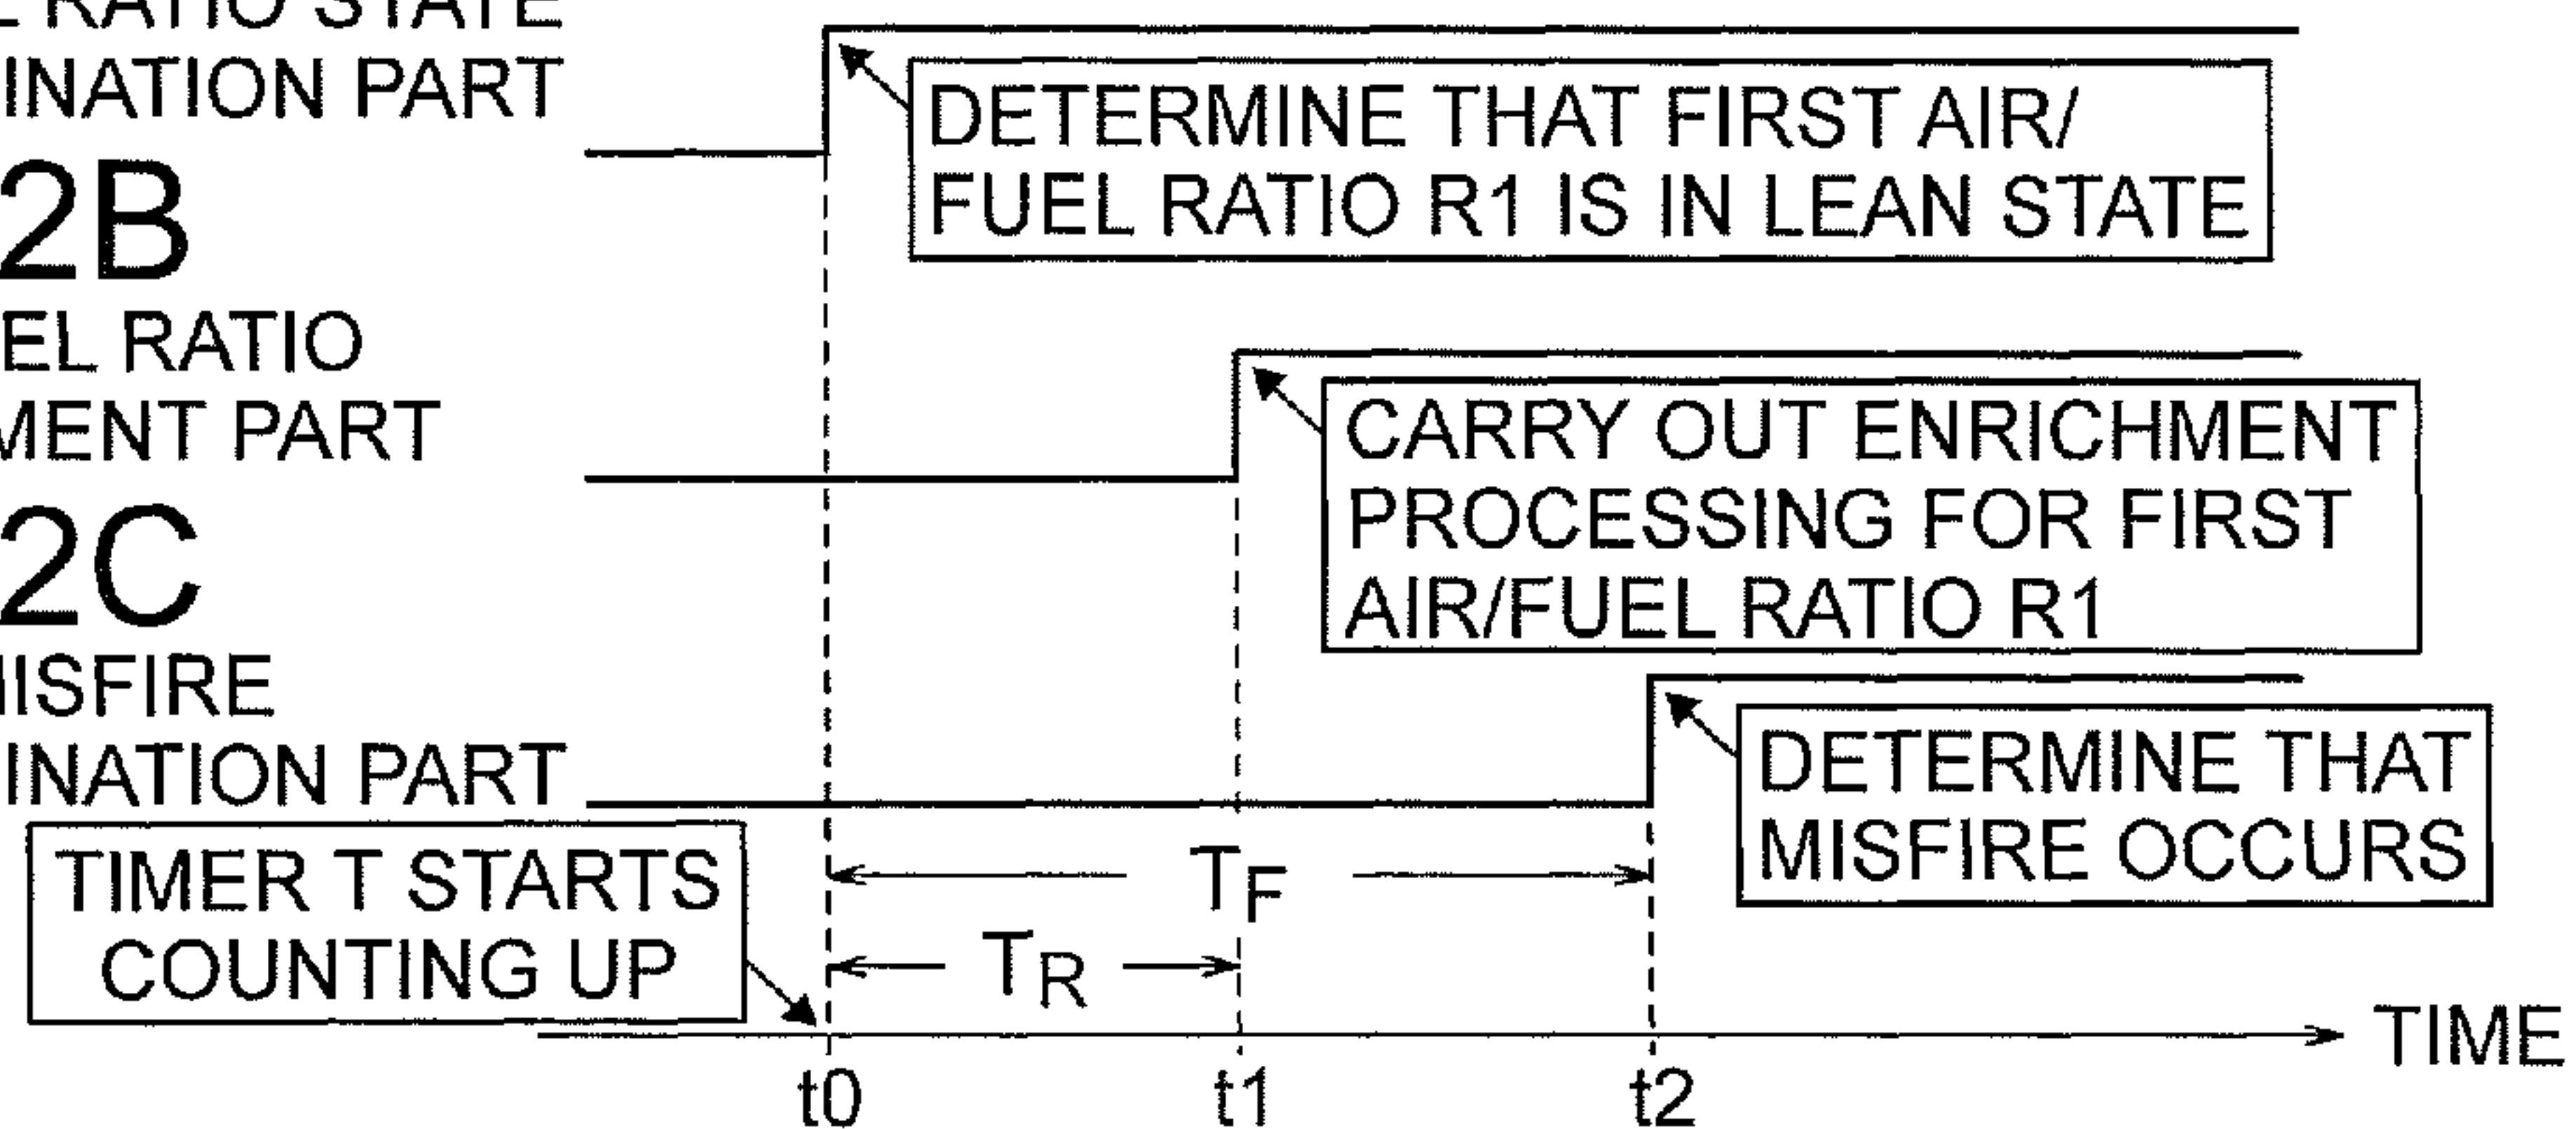 RATIO STATE
INATION PART
DETERMINE THAT FIRST AIR/
FUEL RATIO R1 IS IN LEAN STATE
2B
EL RATIO
MENT PART
CARRY OUT ENRICHMENT
PROCESSING FOR FIRST
AIR/FUEL RATIO R1
2C
MISFIRE
INATION PART
DETERMINE THAT
MISFIRE OCCURS
TIMER T STARTS
COUNTING UP
TF
TR
TIME
t0
t1
t2